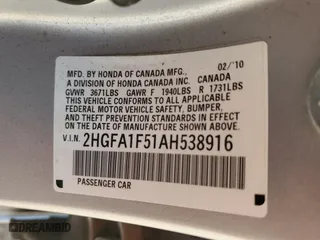 MFD. BY HONDA OF CANADA MFG., 02/'10
A DIVISION OF HONDA CANADA INC. CANADA
GVWR 3671LBS GAWR F 1940LBS R 1731LBS
THIS VEHICLE CONFORMS TO ALL APPLICABLE
FEDERAL MOTOR VEHICLE SAFETY, BUMPER,
AND THEFT PREVENTION STANDARDS IN
EFFECT ON THE DATE OF MANUFACTURE
SHOWN ABOVE.
V.I.N. 2HGFA1F51AH538916
PASSENGER CAR
DREAMBID